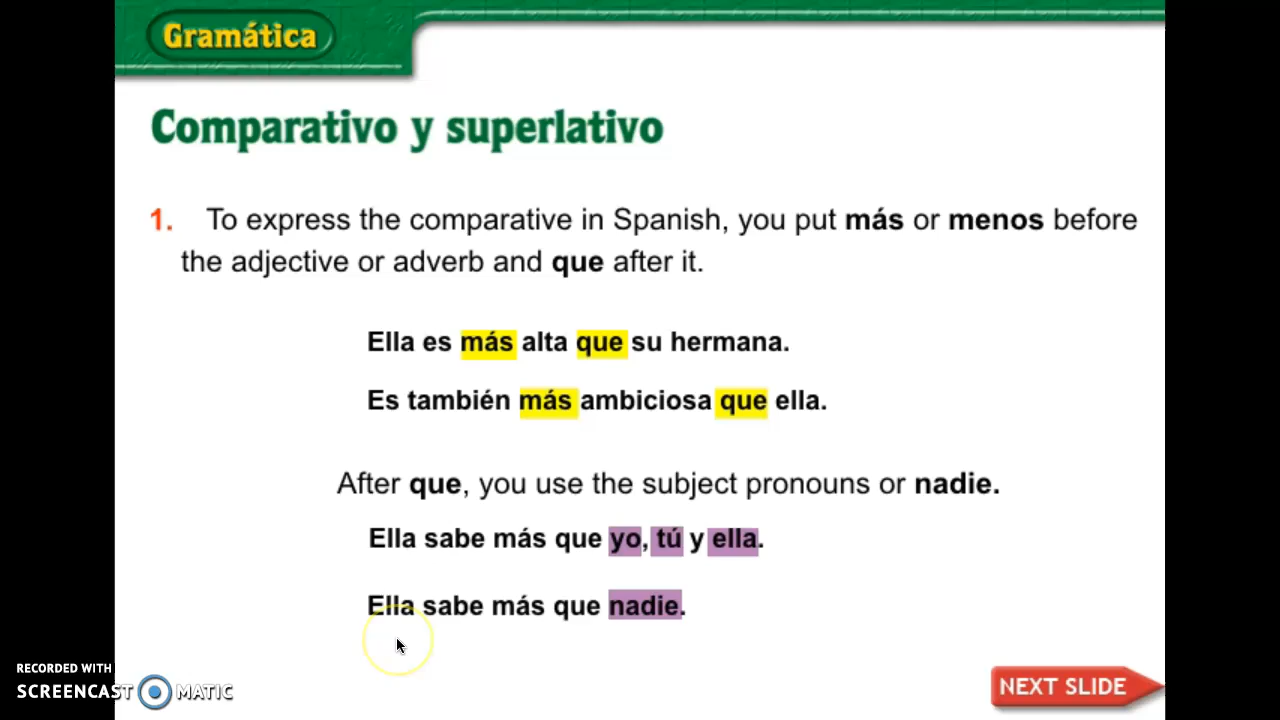 Gramática
Comparativo y superlativo
1. To express the comparative in Spanish, you put más or menos before
the adjective or adverb and que after it.
Ella es más alta que su hermana.
Es también más ambiciosa que ella.
After que, you use the subject pronouns or nadie.
Ella sabe más que yo, tú y ella.
Ella sabe más que nadie.
RECORDED WITH
SCREENCAST MATIC
NEXT SLIDE